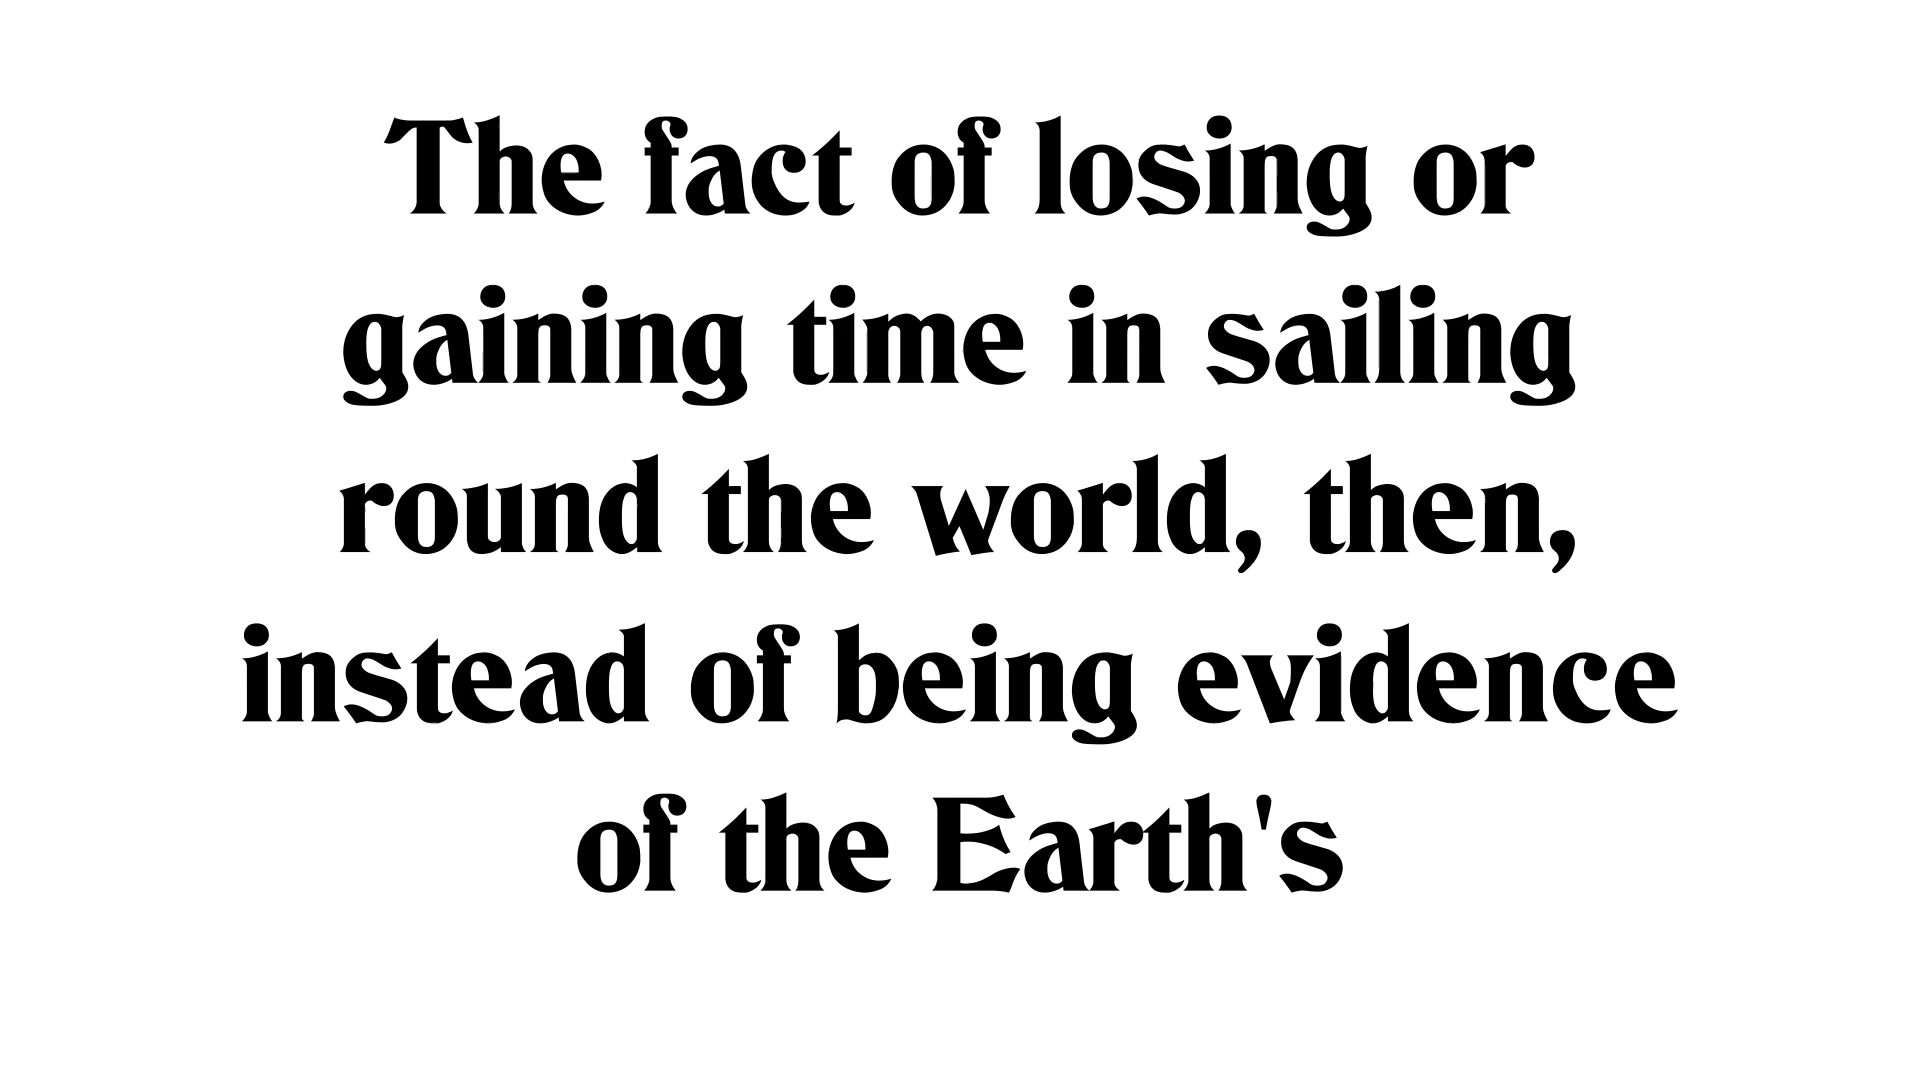 The fact of losing or
gaining time in sailing
round the world, then,
instead of being evidence
of the Earth's